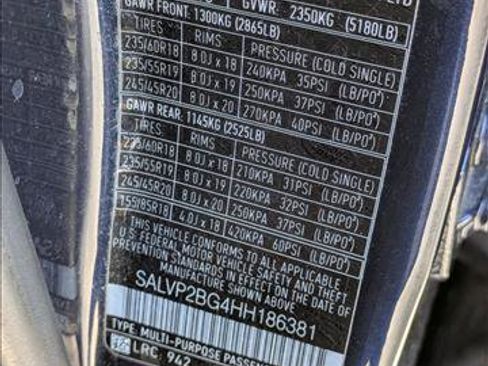 LTD
GVWR 2350KG (5180LB)
GAWR FRONT: 1300KG (2865LB)
TIRES RIMS PRESSURE (COLD SINGLE)
235/60R18 8.0J x 18 240KPA 35PSI (LB/PO²)
235/55R19 8.0J x 19 250KPA 37PSI (LB/PO²)
245/45R20 8.0J x 20 270KPA 40PSI (LB/PO²)
GAWR REAR: 1145KG (2525LB)
TIRES RIMS PRESSURE (COLD SINGLE)
235/60R18 8.0J x 18 210KPA 31PSI (LB/PO²)
235/55R19 8.0J x 19 220KPA 32PSI (LB/PO²)
245/45R20 8.0J x 20 250KPA 37PSI (LB/PO²)
155/85R18 4.0J x 18 420KPA 60PSI (LB/PO²)
THIS VEHICLE CONFORMS TO ALL APPLICABLE
U.S. FEDERAL MOTOR VEHICLE SAFETY AND THEFT
PREVENTION STANDARDS IN EFFECT ON THE DATE OF
MANUFACTURE SHOWN ABOVE
SALVP2BG4HH186381
TYPE: MULTI-PURPOSE PASSEN
LRC: 942